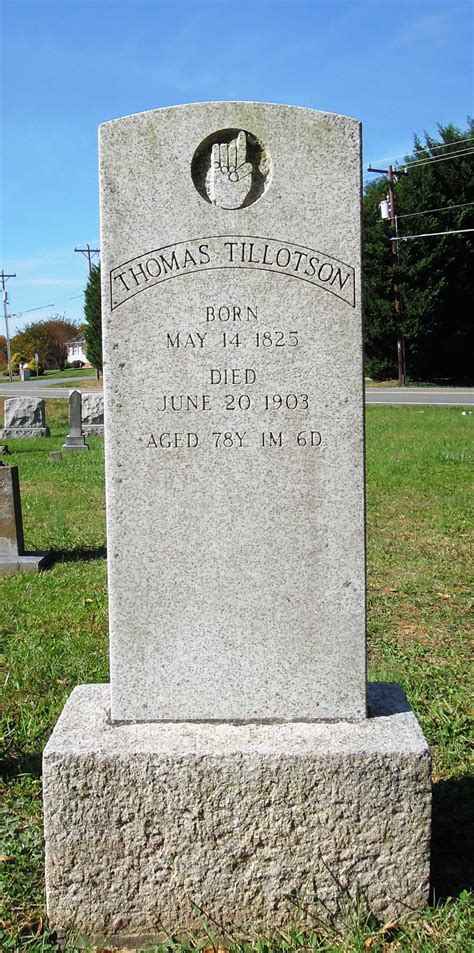 THOMAS TILLOTSON
BORN
MAY 14, 1825
DIED
JUNE 20, 1903
AGED 78Y. 1M. 6D.